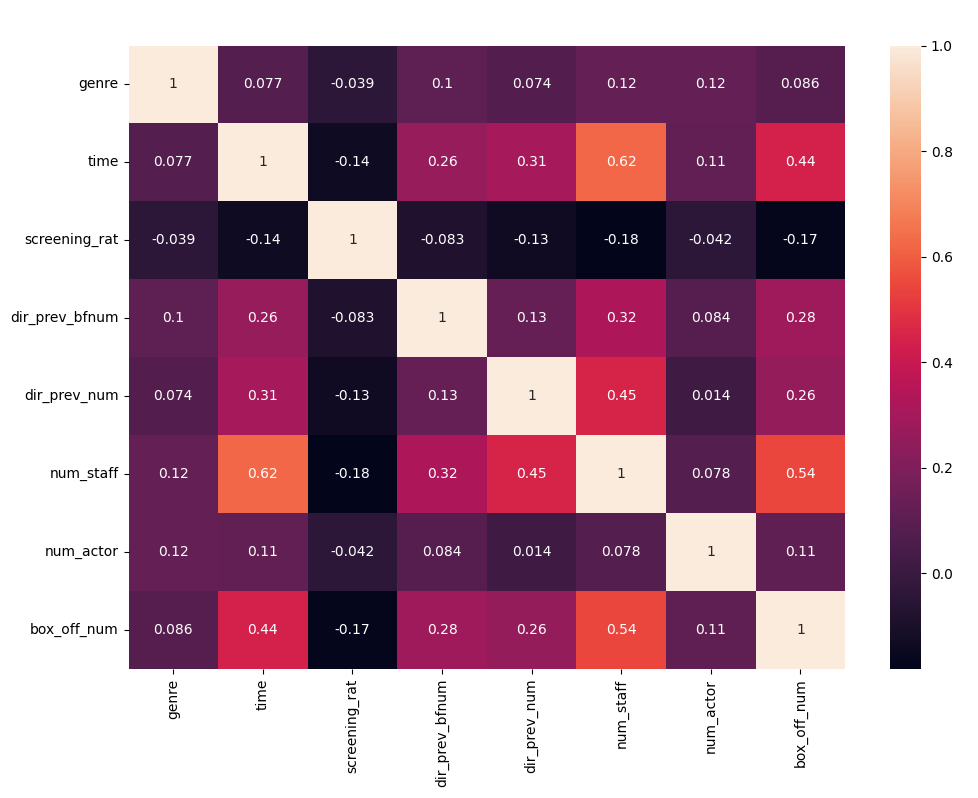 genre 1 0.077 -0.039 0.1 0.074 0.12 0.12 0.086
time 0.077 1 -0.14 0.26 0.31 0.62 0.11 0.44
screening_rat -0.039 -0.14 1 -0.083 -0.13 -0.18 -0.042 -0.17
dir_prev_bfnum 0.1 0.26 -0.083 1 0.13 0.32 0.084 0.28
dir_prev_num 0.074 0.31 -0.13 0.13 1 0.45 0.014 0.26
num_staff 0.12 0.62 -0.18 0.32 0.45 1 0.078 0.54
num_actor 0.12 0.11 -0.042 0.084 0.014 0.078 1 0.11
box_off_num 0.086 0.44 -0.17 0.28 0.26 0.54 0.11 1
genre
time
screening_rat
dir_prev_bfnum
dir_prev_num
num_staff
num_actor
box_off_num
1.0
0.8
0.6
0.4
0.2
0.0